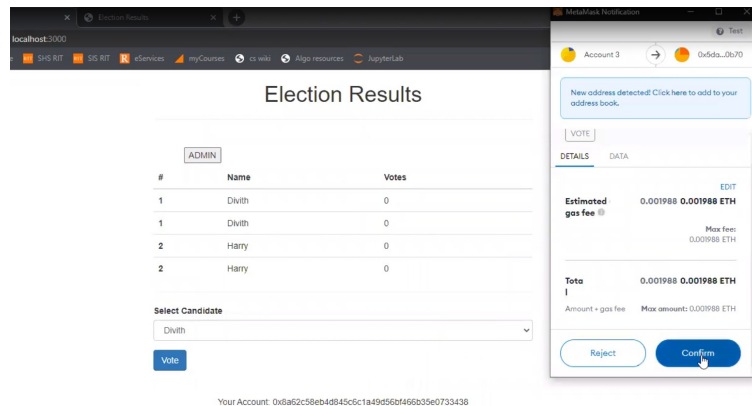 Election Results
MetaMask Notification
localhost:3000
SHS RIT SIS RIT eServices myCourses cs wiki Algo resources JupyterLab
Test
Account 3
0x5da...0b70
New address detected! Click here to add to your
address book.
VOTE
DETAILS DATA
EDIT
Estimated 0.001988 0.001988 ETH
gas fee
Max fee:
0.001988 ETH
Tota 0.001988 0.001988 ETH
l
Amount + gas fee Max amount: 0.001988 ETH
Reject Confirm
Election Results
ADMIN
# Name Votes
1 Divith 0
1 Divith 0
2 Harry 0
2 Harry 0
Select Candidate
Divith
Vote
Your Account: 0x8a62c58eb4d845c6c1a49d56bf466b35e0733438